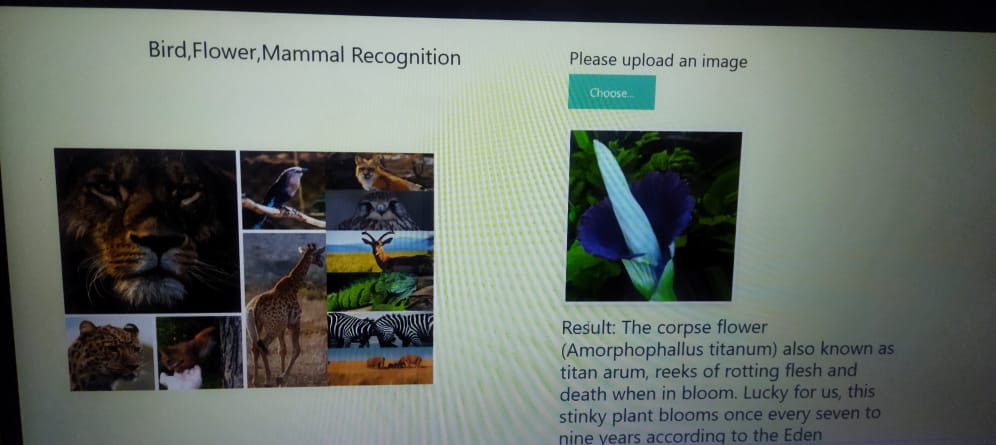 Bird,Flower,Mammal Recognition
Please upload an image
Choose...
Result: The corpse flower
(Amorphophallus titanum) also known as
titan arum, reeks of rotting flesh and
death when in bloom. Lucky for us, this
stinky plant blooms once every seven to
nine years according to the Eden